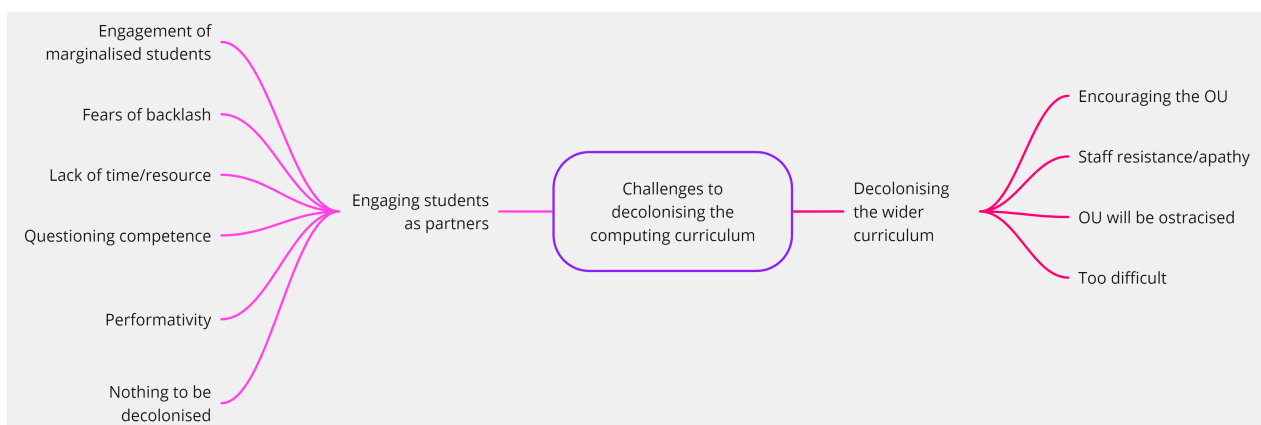 Engagement of
marginalised students
Fears of backlash
Lack of time/resource
Questioning competence
Performativity
Nothing to be
decolonised
Engaging students
as partners
Challenges to
decolonising the
computing curriculum
Decolonising
the wider
curriculum
Encouraging the OU
Staff resistance/apathy
OU will be ostracised
Too difficult